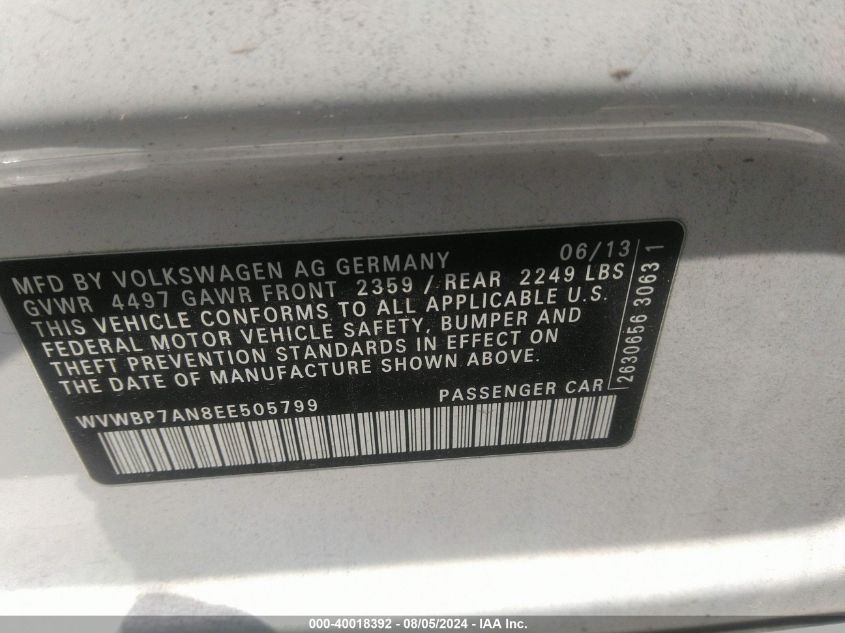 MFD BY VOLKSWAGEN AG GERMANY 06/13
GVWR 4497 GAWR FRONT 2359 / REAR 2249 LBS
THIS VEHICLE CONFORMS TO ALL APPLICABLE U.S.
FEDERAL MOTOR VEHICLE SAFETY, BUMPER AND
THEFT PREVENTION STANDARDS IN EFFECT ON
THE DATE OF MANUFACTURE SHOWN ABOVE.
WVWBP7AN8EE505799 PASSENGER CAR
2630656 30631
000-40018392 - 08/05/2024 - IAA Inc.